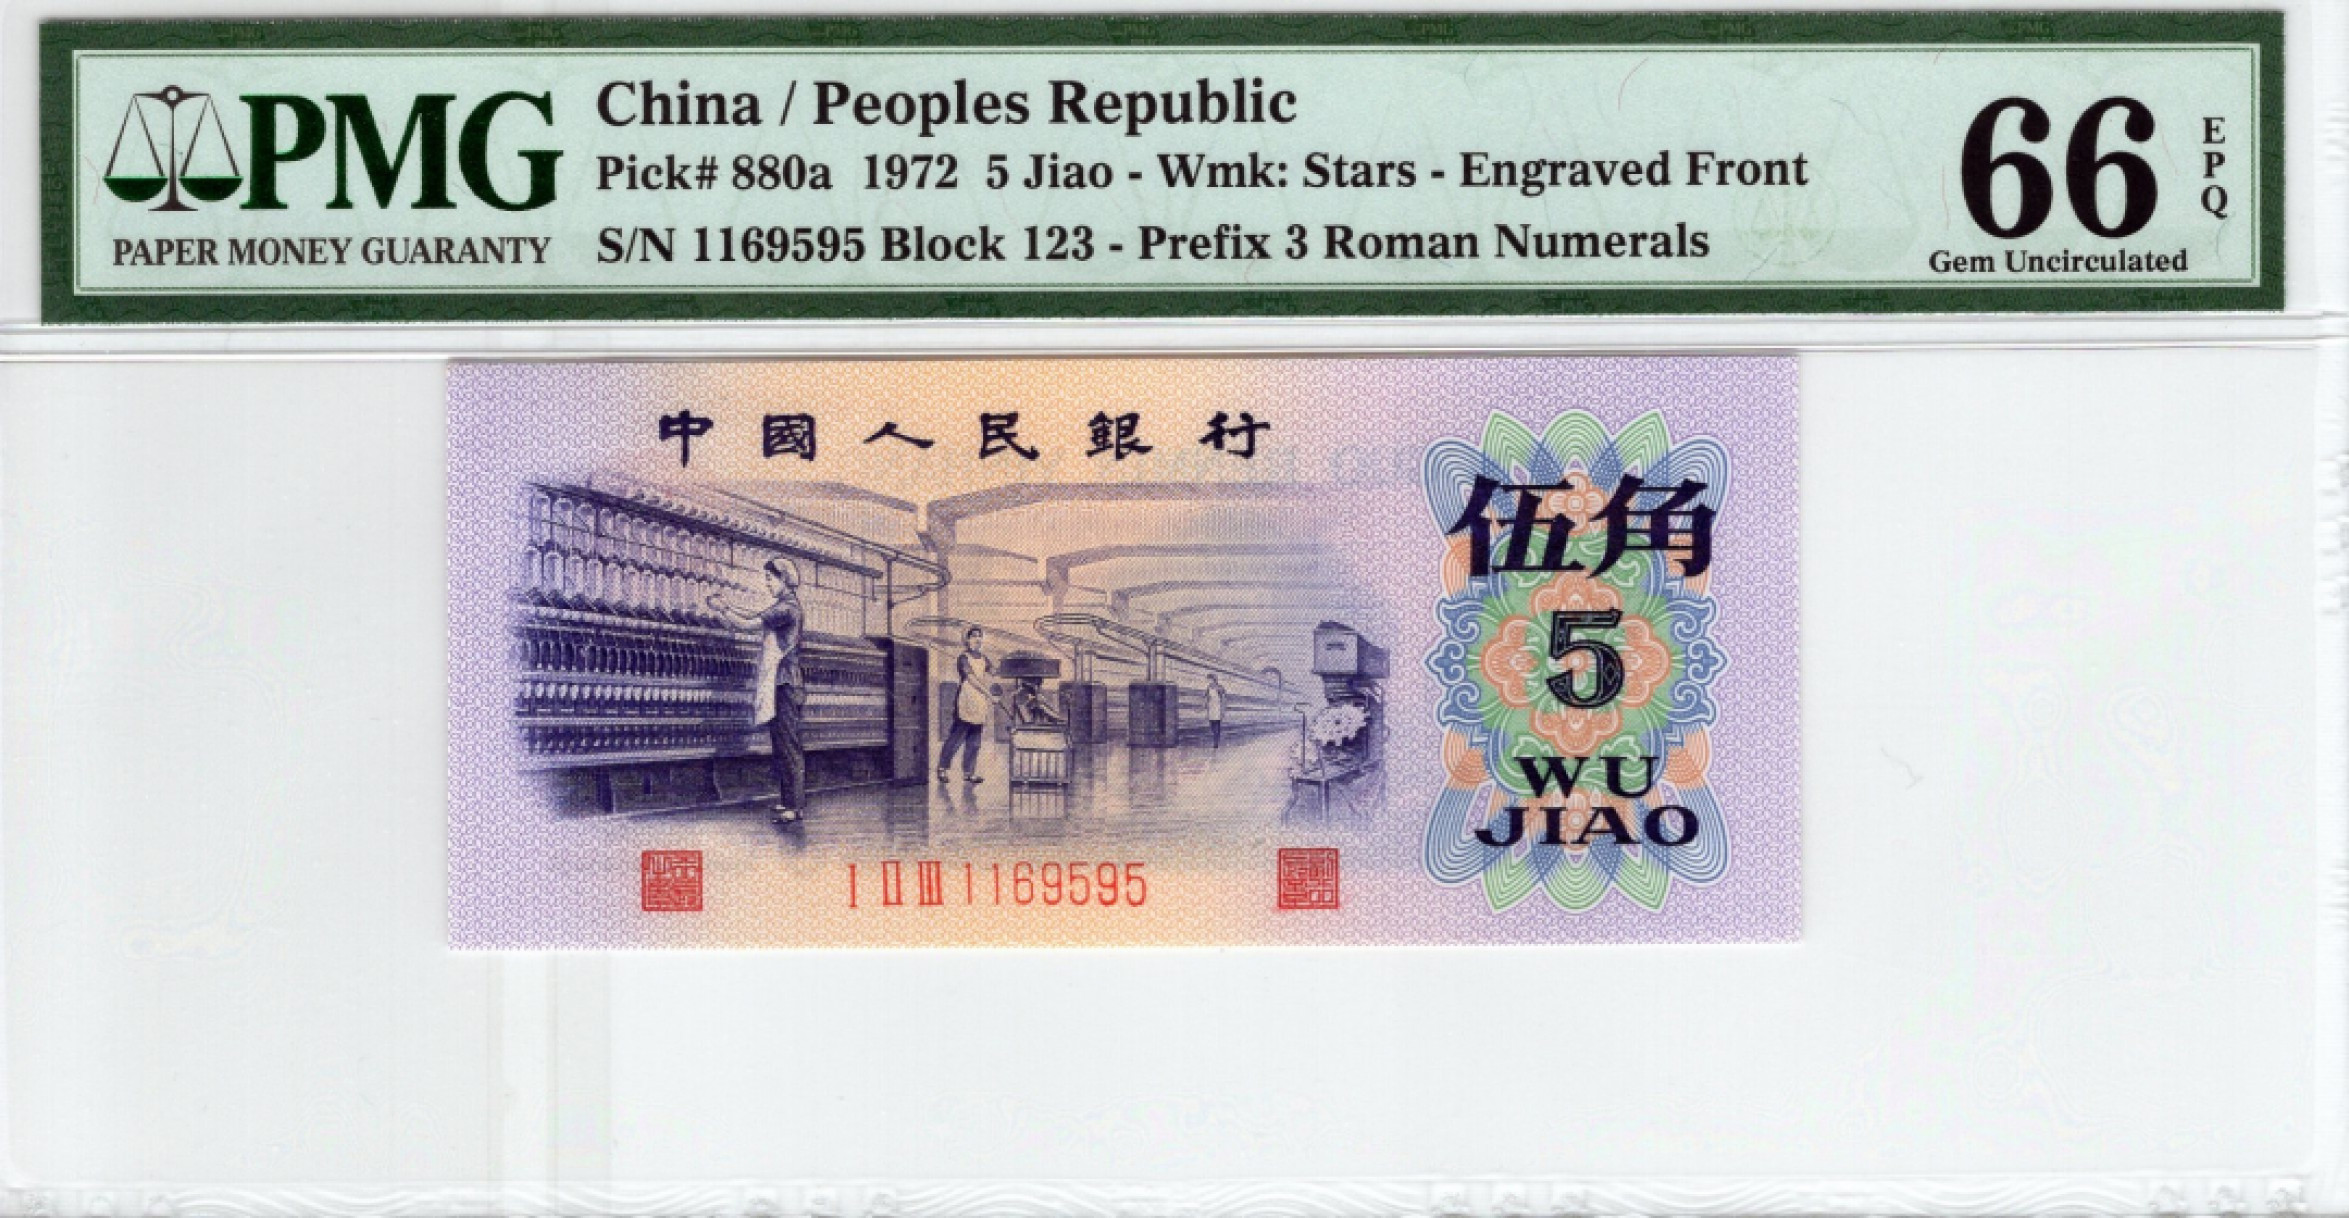 PMG
PAPER MONEY GUARANTY
China / Peoples Republic
Pick# 880a 1972 5 Jiao - Wmk: Stars - Engraved Front
S/N 1169595 Block 123 - Prefix 3 Roman Numerals
66
EPQ
Gem Uncirculated
中國人民銀行
伍角
5
WU
JIAO
I II III 1169595